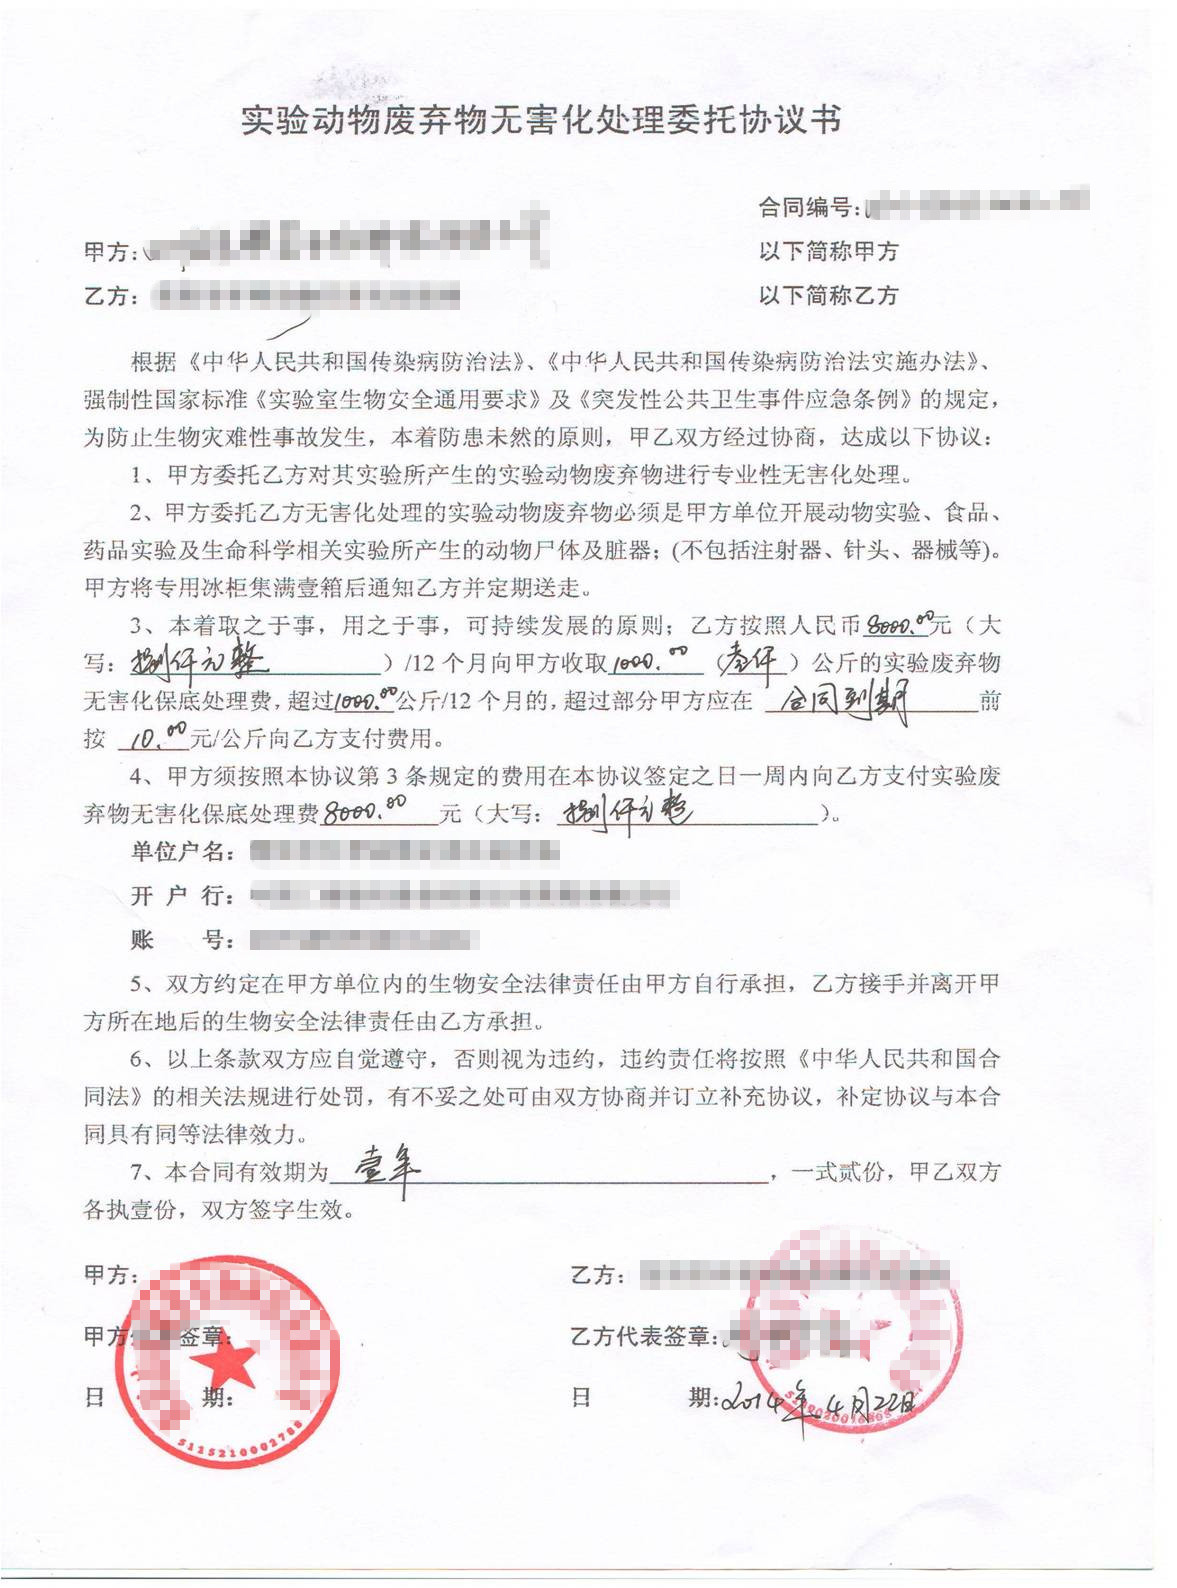 实验动物废弃物无害化处理委托协议书
合同编号:
甲方: 以下简称甲方
乙方: 以下简称乙方
根据《中华人民共和国传染病防治法》、《中华人民共和国传染病防治法实施办法》、
强制性国家标准《实验室生物安全通用要求》及《突发性公共卫生事件应急条例》的规定，
为防止生物灾难性事故发生，本着防患未然的原则，甲乙双方经过协商，达成以下协议：
1、甲方委托乙方对其实验所产生的实验动物废弃物进行专业性无害化处理。
2、甲方委托乙方无害化处理的实验动物废弃物必须是甲方单位开展动物实验、食品、
药品实验及生命科学相关实验所产生的动物尸体及脏器；(不包括注射器、针头、器械等)。
甲方将专用冰柜集满壹箱后通知乙方并定期送走。
3、本着取之于事，用之于事，可持续发展的原则；乙方按照人民币8000.00元（大
写：捌仟元整）/12个月向甲方收取1000.00（壹仟）公斤的实验废弃物
无害化保底处理费，超过1000.00公斤/12个月的，超过部分甲方应在 合同到期 前
按 10.00元/公斤向乙方支付费用。
4、甲方须按照本协议第3条规定的费用在本协议签定之日一周内向乙方支付实验废
弃物无害化保底处理费8000.00元（大写：捌仟元整）。
单位户名：
开 户 行：
账 号：
5、双方约定在甲方单位内的生物安全法律责任由甲方自行承担，乙方接手并离开甲
方所在地后的生物安全法律责任由乙方承担。
6、以上条款双方应自觉遵守，否则视为违约，违约责任将按照《中华人民共和国合
同法》的相关法规进行处罚，有不妥之处可由双方协商并订立补充协议，补定协议与本合
同具有同等法律效力。
7、本合同有效期为 壹年，一式贰份，甲乙双方
各执壹份，双方签字生效。
甲方： 乙方：
甲方代表签章： 乙方代表签章：
日 期： 日 期：2014年4月22日
5115210002788